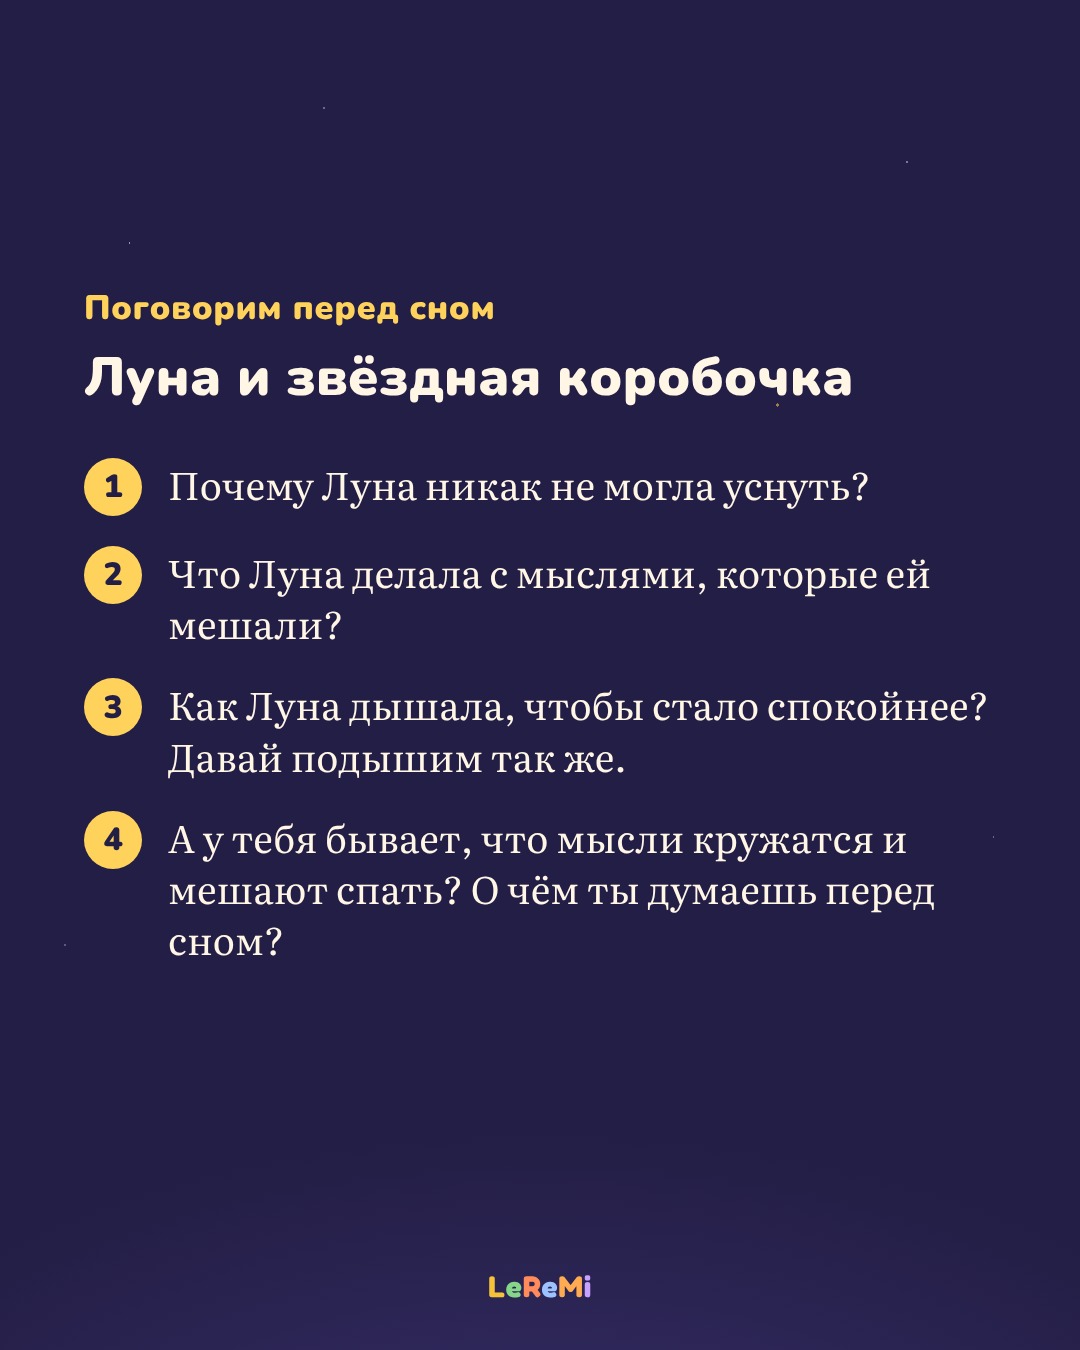 Поговорим перед сном
Луна и звёздная коробочка
1 Почему Луна никак не могла уснуть?
2 Что Луна делала с мыслями, которые ей
мешали?
3 Как Луна дышала, чтобы стало спокойнее?
Давай подышим так же.
4 А у тебя бывает, что мысли кружатся и
мешают спать? О чём ты думаешь перед
сном?
LeReMi